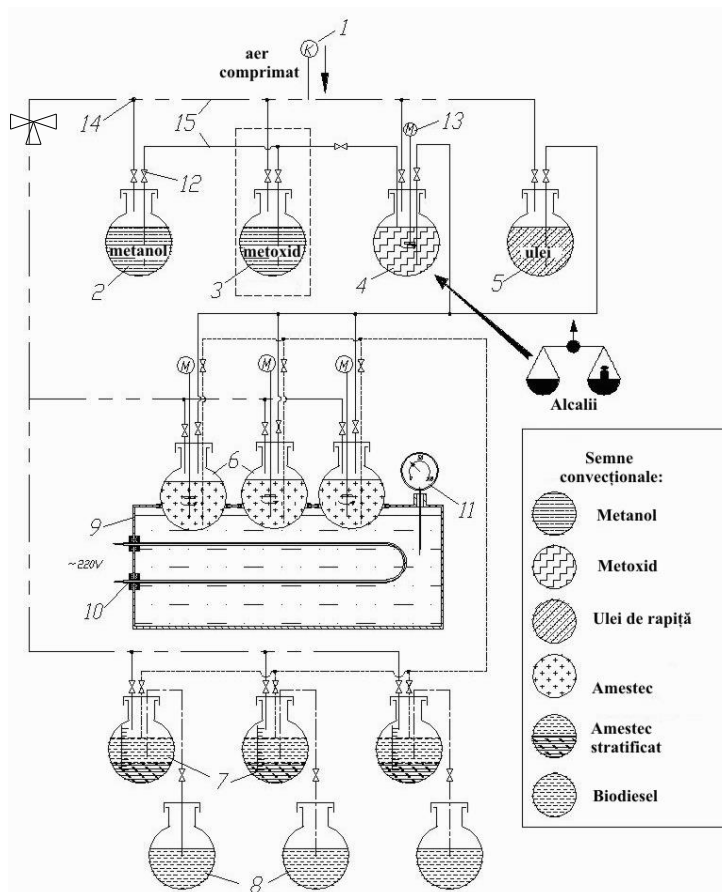 1
aer
comprimat
K
14
15
M
13
12
metanol
metoxid
ulei
2
3
4
5
M
M
M
Alcalii
6
9
11
~220V
10
7
8
Semne
convecționale:
Metanol
Metoxid
Ulei de rapiță
Amestec
Amestec
stratificat
Biodiesel